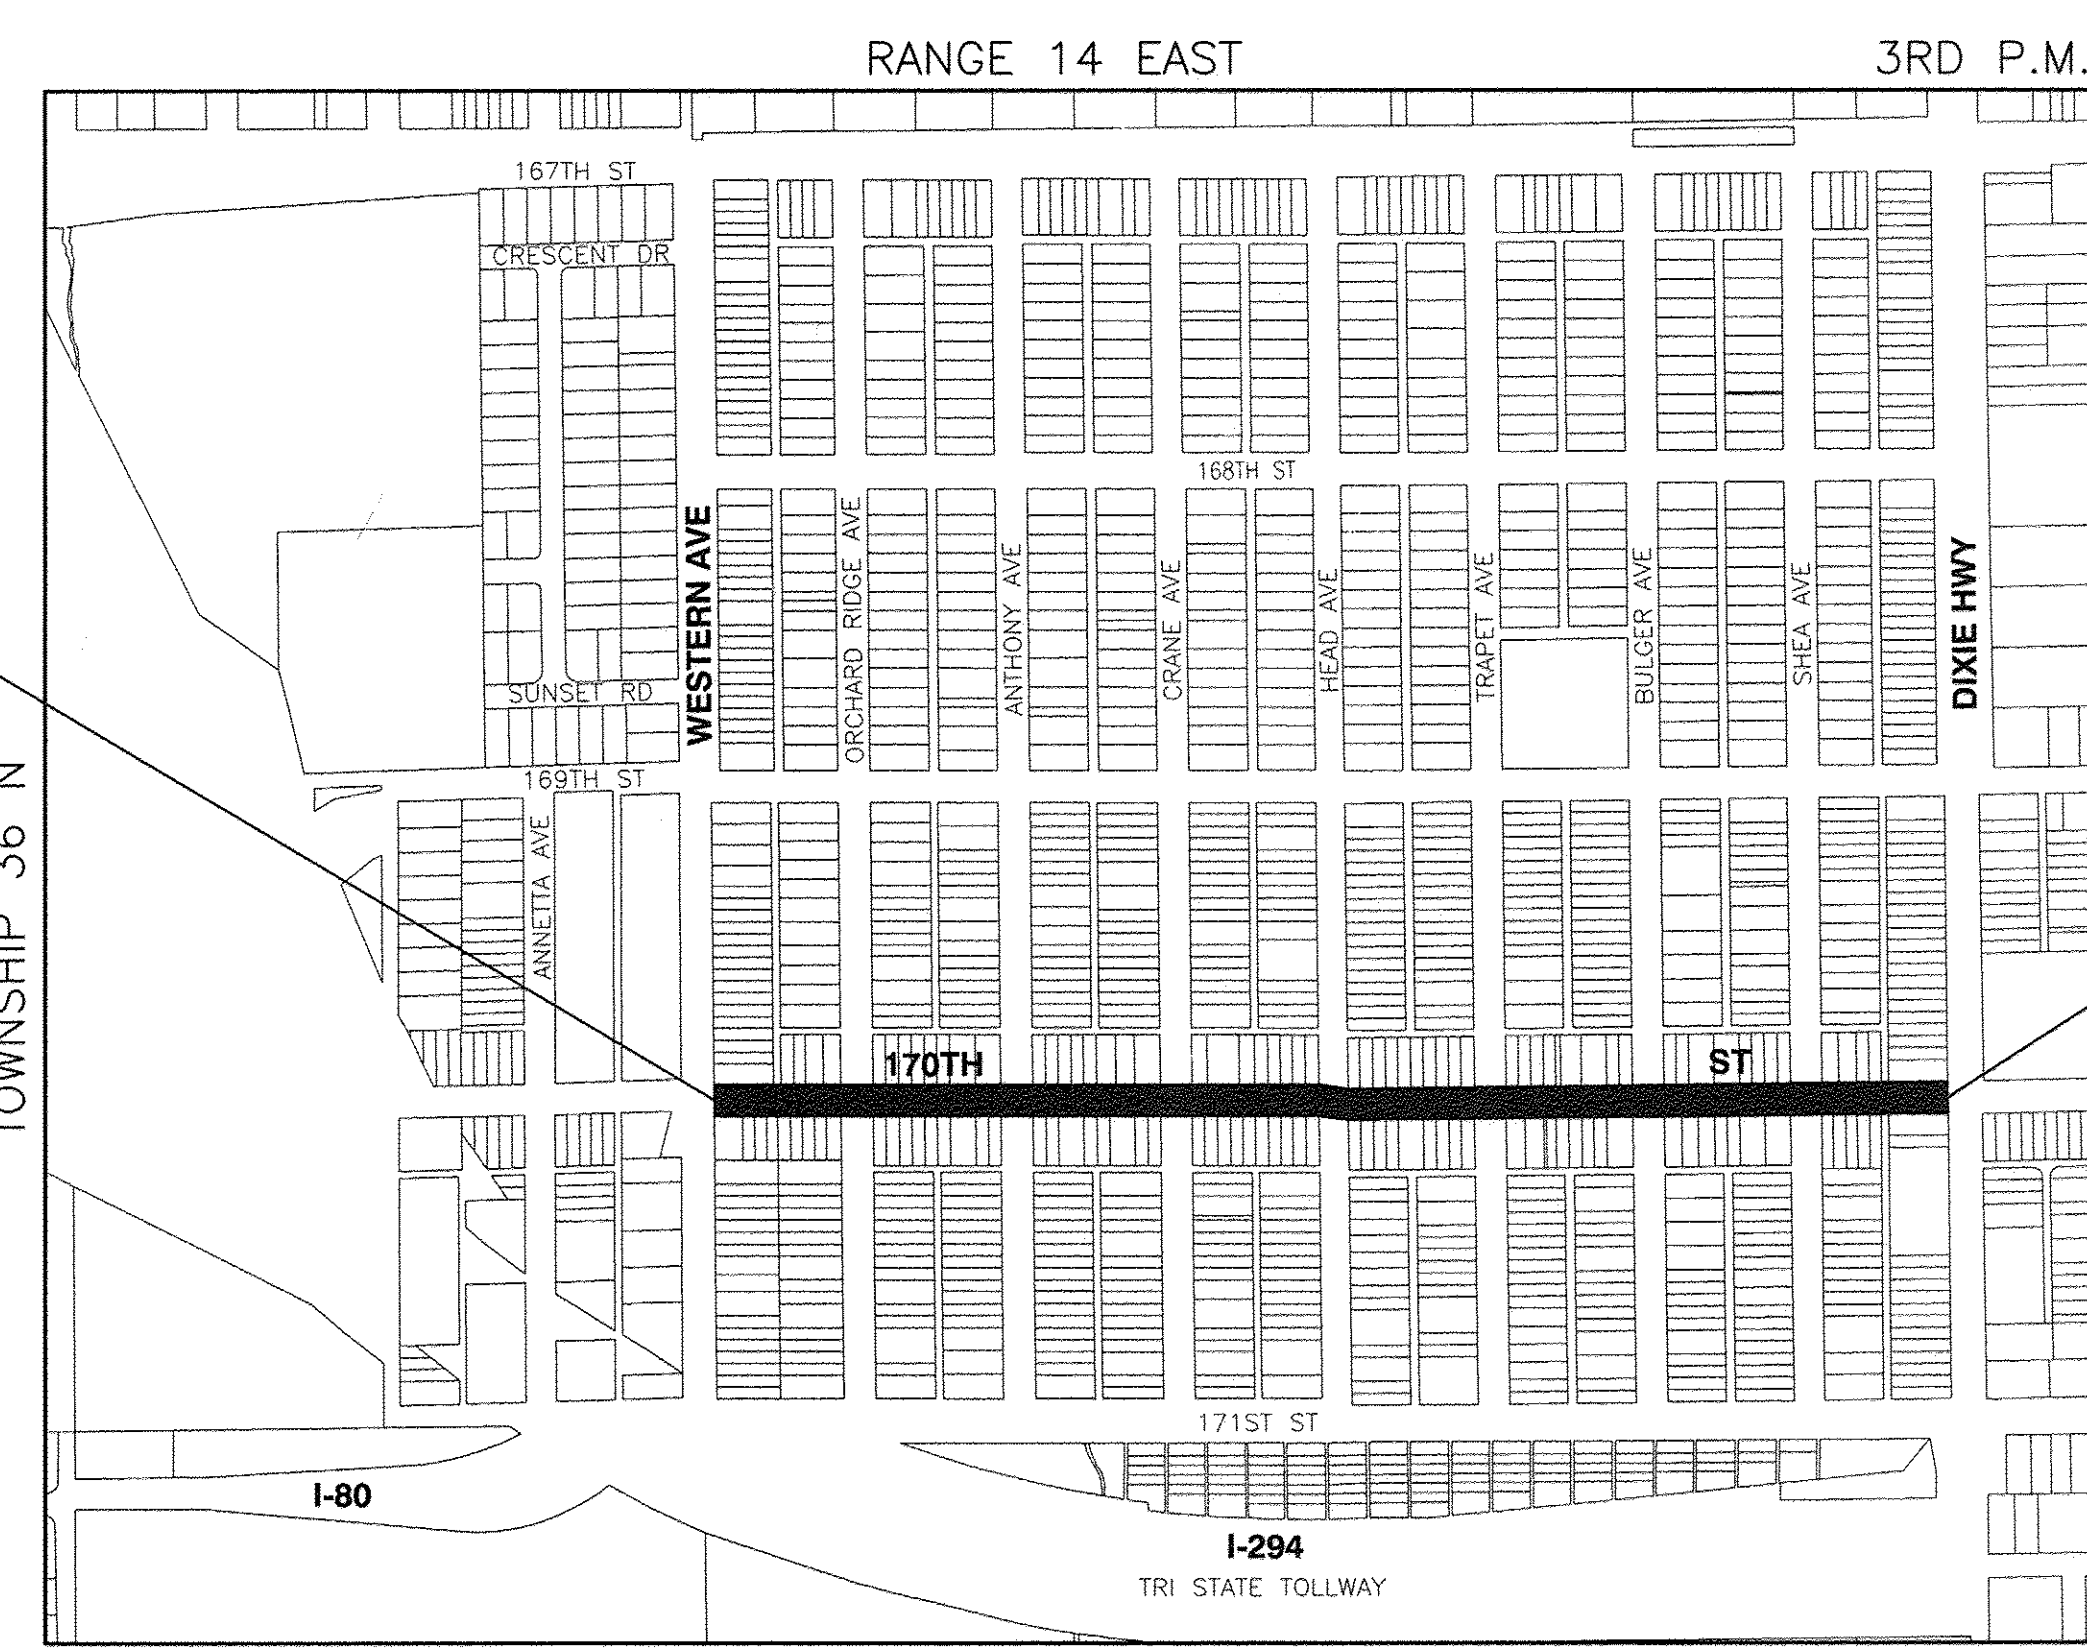 RANGE 14 EAST
3RD P.M.
167TH ST
CRESCENT DR
168TH ST
WESTERN AVE
ORCHARD RIDGE AVE
ANTHONY AVE
CRANE AVE
HEAD AVE
TRAPET AVE
BULGER AVE
SHEA AVE
DIXIE HWY
SUNSET RD
169TH ST
TOWNSHIP 36 N
ANNETTA AVE
170TH ST
171ST ST
I-80
I-294
TRI STATE TOLLWAY